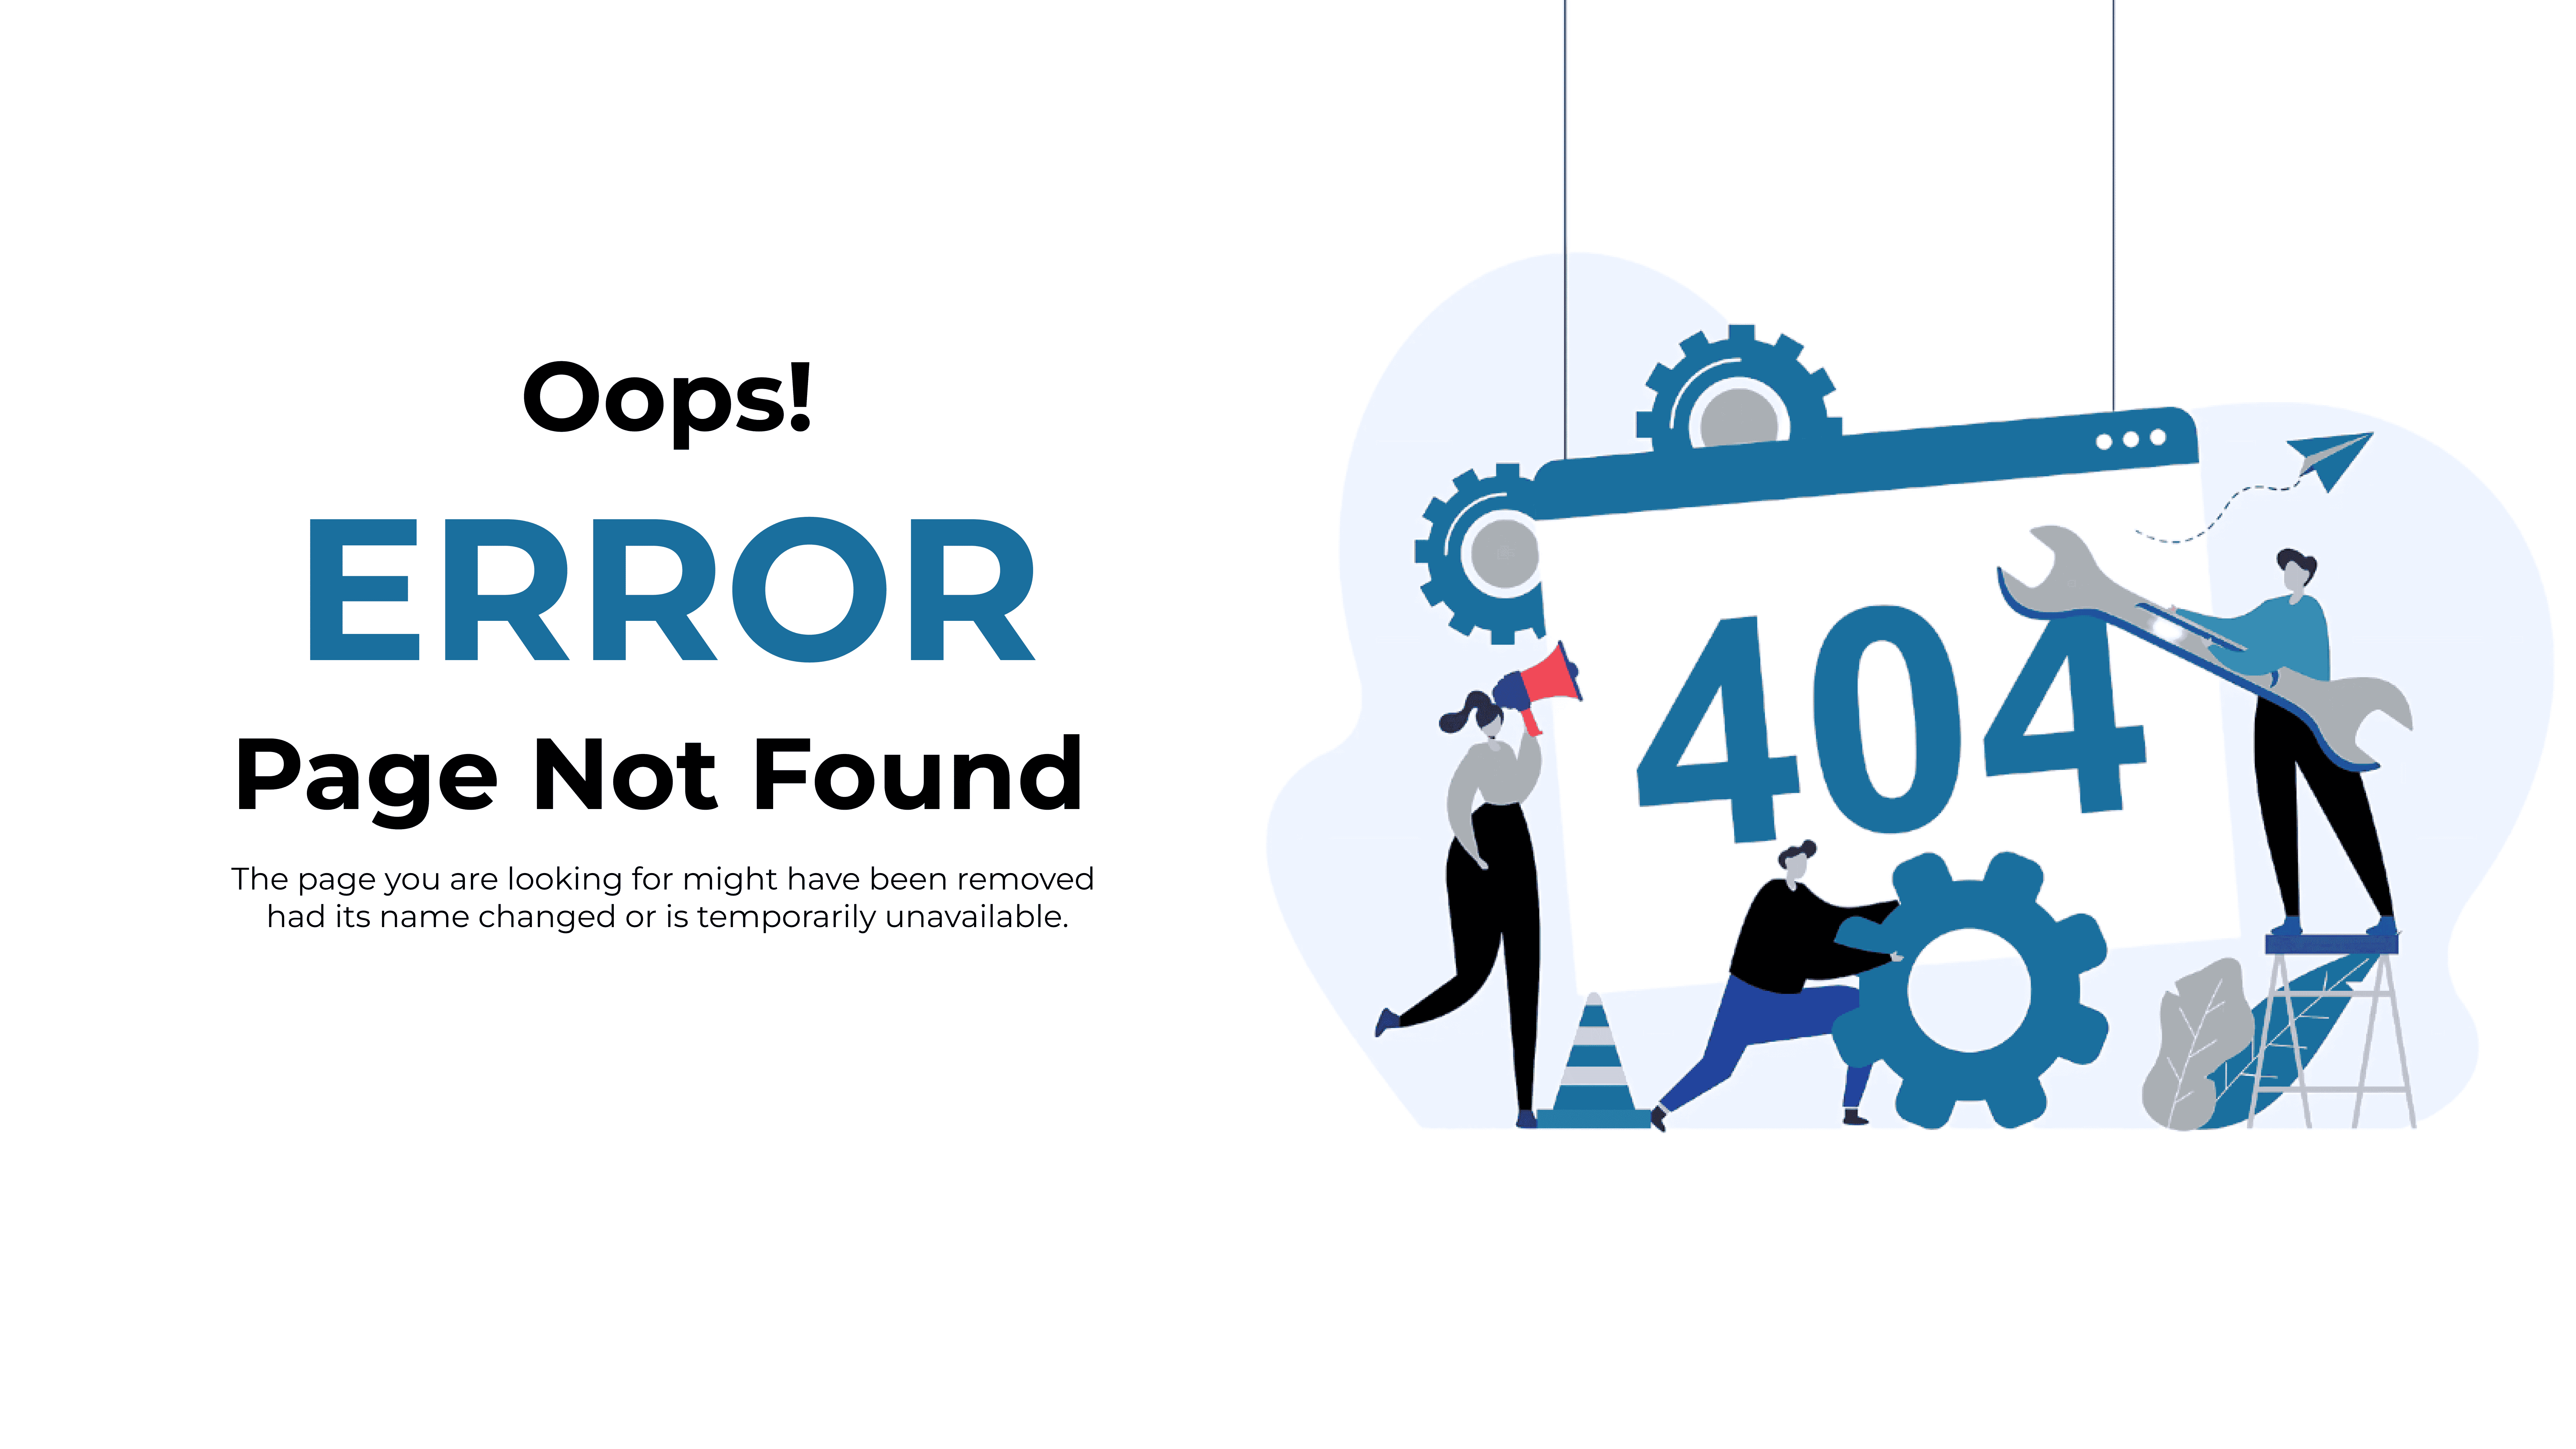 Oops!
ERROR
Page Not Found
The page you are looking for might have been removed
had its name changed or is temporarily unavailable.
404